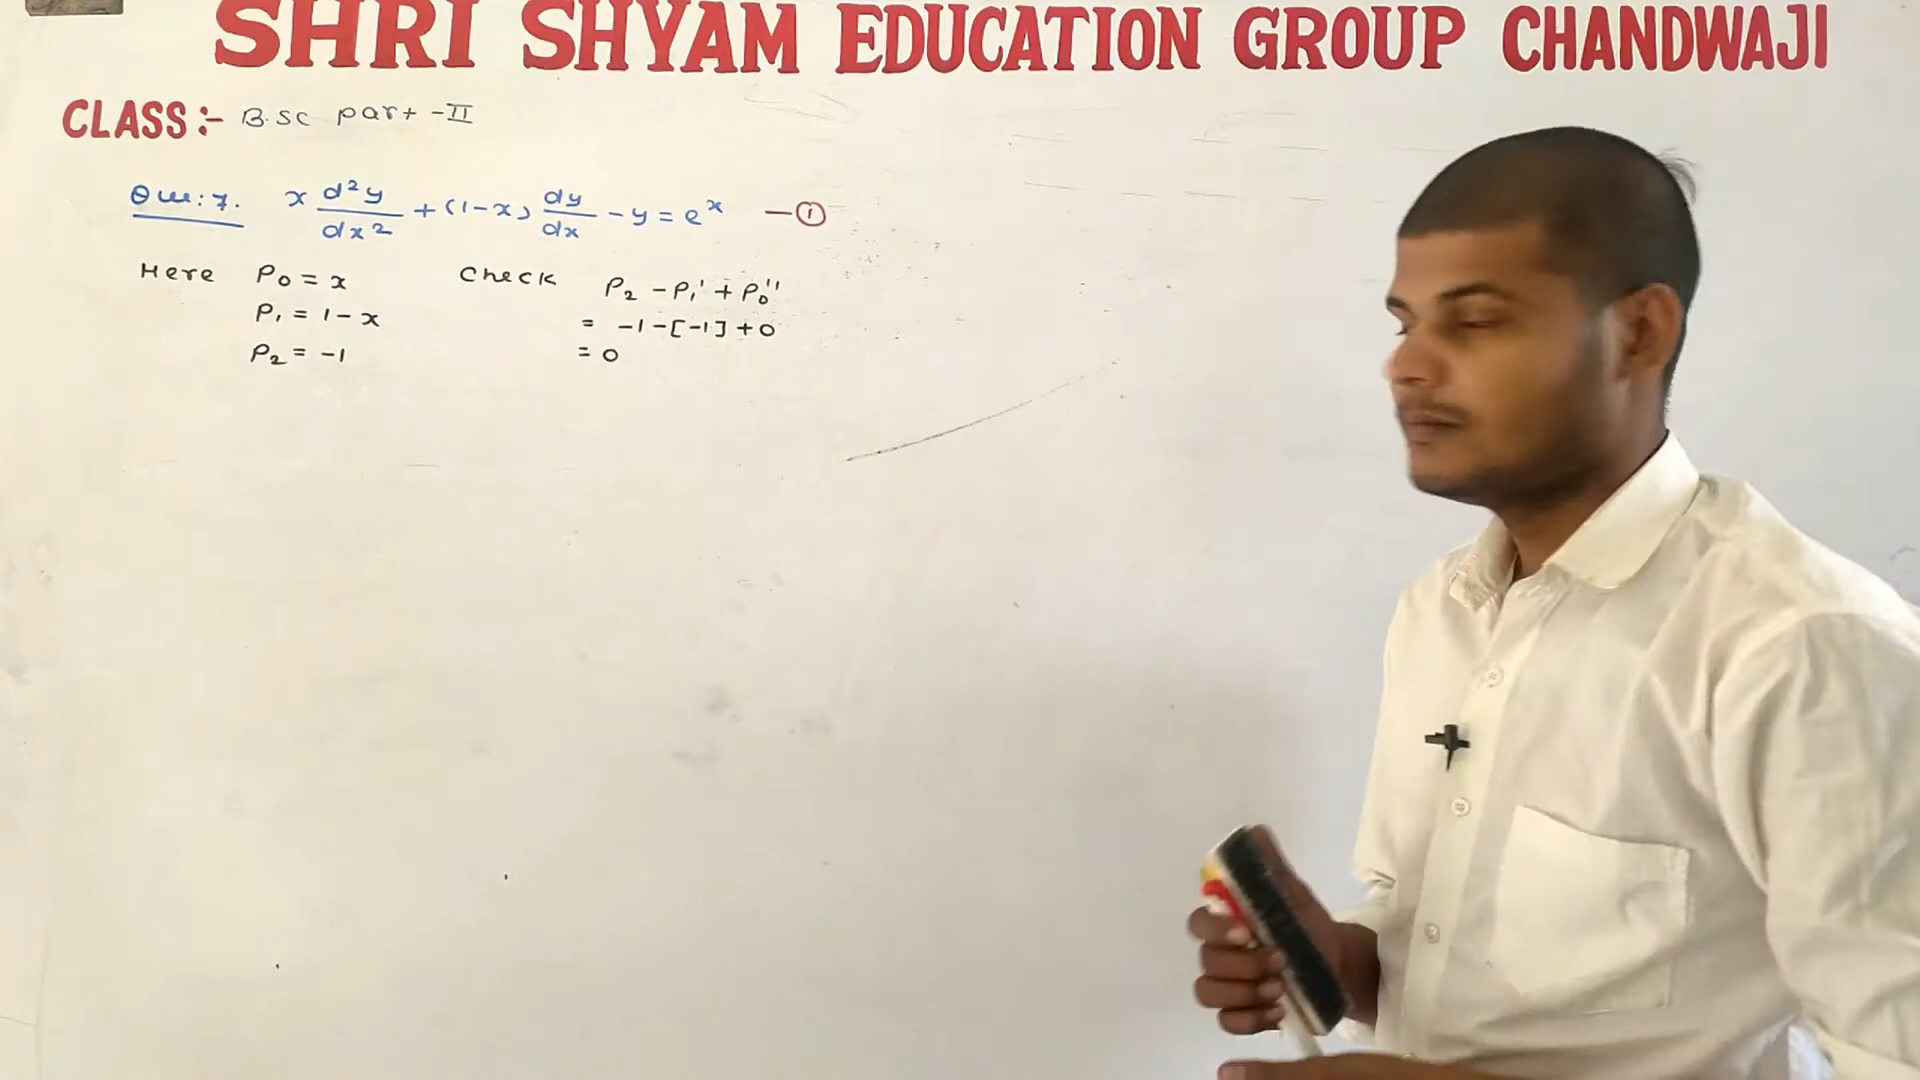 SHRI SHYAM EDUCATION GROUP CHANDWAJI
CLASS:- B.Sc part -II
Que:7. x d²y/dx² + (1-x) dy/dx - y = e^x —①
Here P₀ = x
P₁ = 1-x
P₂ = -1
Check P₂ - P₁' + P₀''
= -1-[-1]+0
= 0